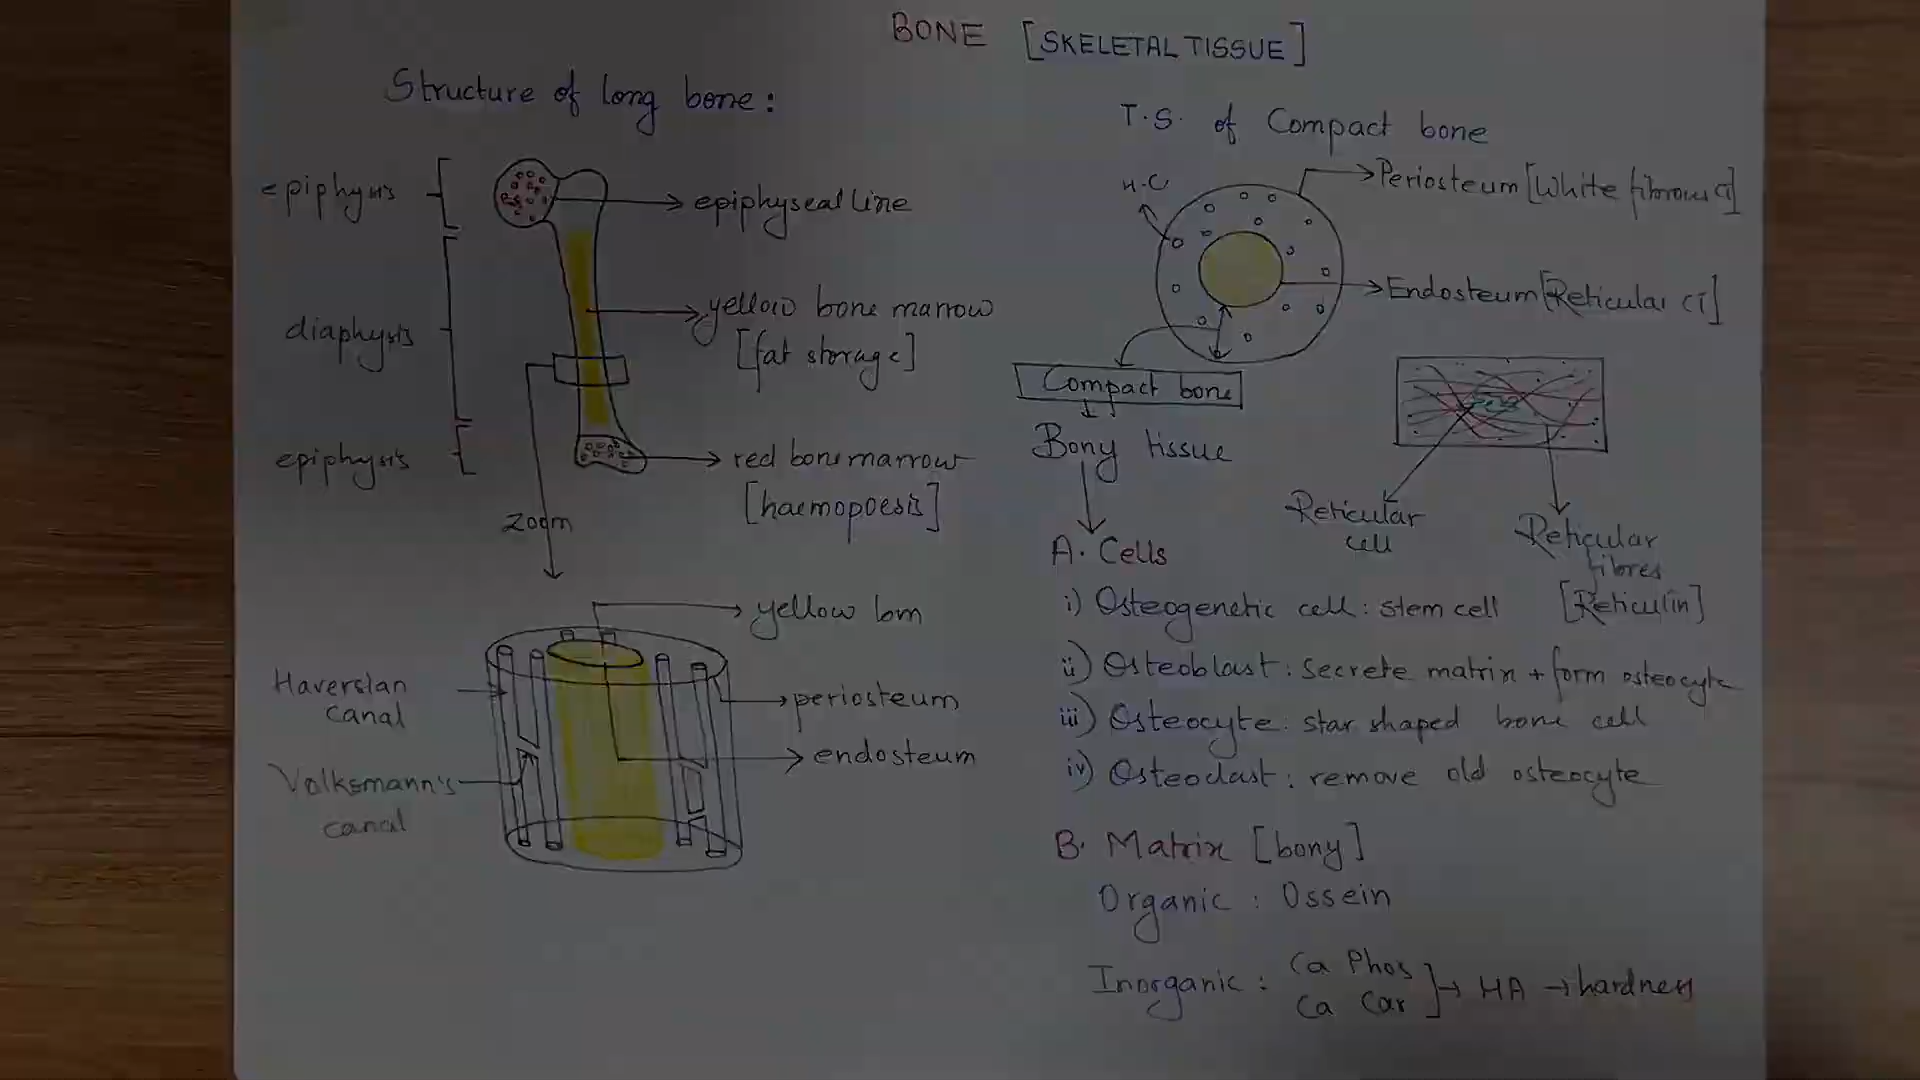 BONE [SKELETAL TISSUE]
Structure of long bone:
epiphysis
epiphyseal line
diaphysis
yellow bone marrow
[fat storage]
epiphysis
red bone marrow
[haemopoesis]
zoom
yellow bm
Haversian
canal
periosteum
endosteum
Volksmann's
canal
T.S. of Compact bone
H.C
Periosteum [White fibrous CT]
Endosteum [Reticular CT]
Compact bone
Bony tissue
Reticular
cell
Reticular
fibres
[Reticulin]
A. Cells
i) Osteogenetic cell: stem cell
ii) Osteoblast: secrete matrix + form osteocyte
iii) Osteocyte: star shaped bone cell
iv) Osteoclast: remove old osteocyte
B. Matrix [bony]
Organic: Ossein
Inorganic: Ca Phos
Ca Car ] → HA → hardness